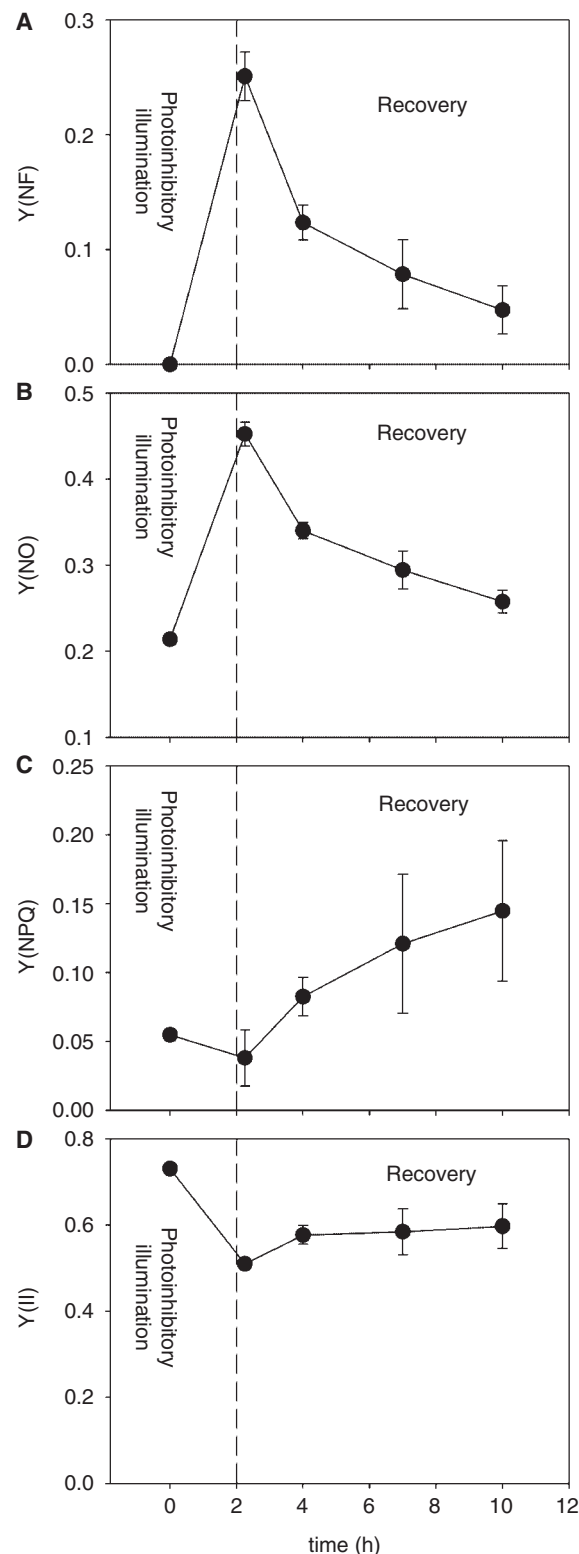 A
0.3
0.2
0.1
0.0
Y(NF)
Photoinhibitory
illumination
Recovery
B
0.5
0.4
0.3
0.2
0.1
Y(NO)
Photoinhibitory
illumination
Recovery
C
0.25
0.20
0.15
0.10
0.05
0.00
Y(NPQ)
Photoinhibitory
illumination
Recovery
D
0.8
0.6
0.4
0.2
0.0
Y(II)
Photoinhibitory
illumination
Recovery
0 2 4 6 8 10 12
time (h)